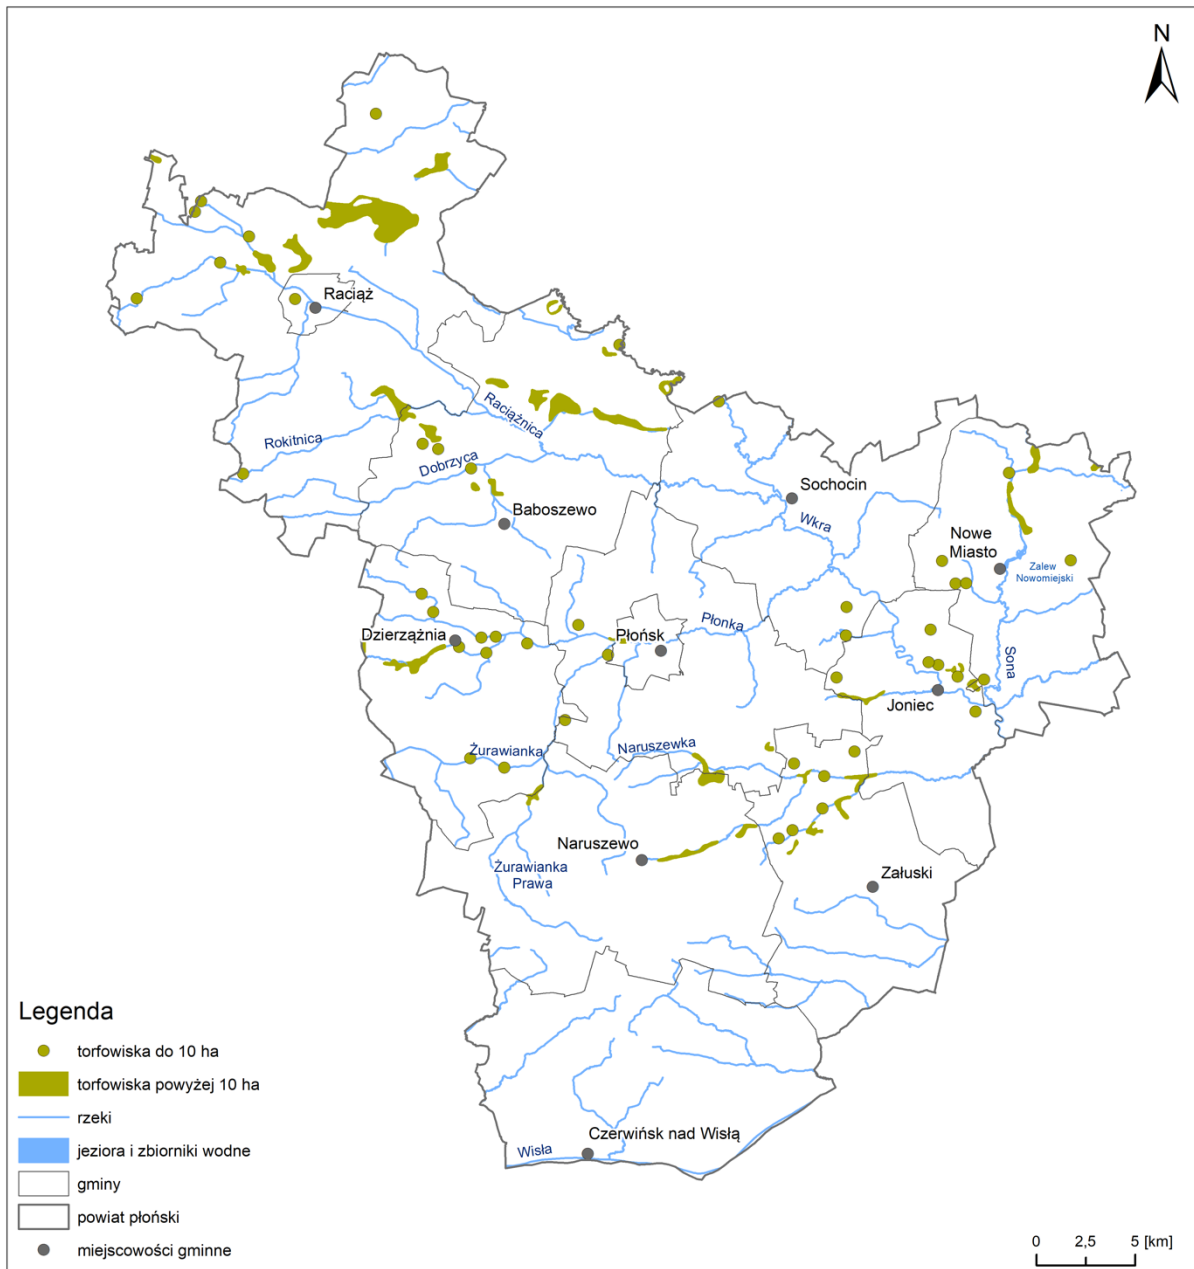 N
Raciąż
Raciążnica
Rokitnica
Dobrzyca
Sochocin
Wkra
Baboszewo
Nowe
Miasto
Zalew
Nowomiejski
Dzierzążnia
Płońsk
Płonka
Sona
Joniec
Żurawianka
Naruszewka
Naruszewo
Żurawianka
Prawa
Załuski
Czerwińsk nad Wisłą
Wisła
Legenda
torfowiska do 10 ha
torfowiska powyżej 10 ha
rzeki
jeziora i zbiorniki wodne
gminy
powiat płoński
miejscowości gminne
0 2,5 5 [km]